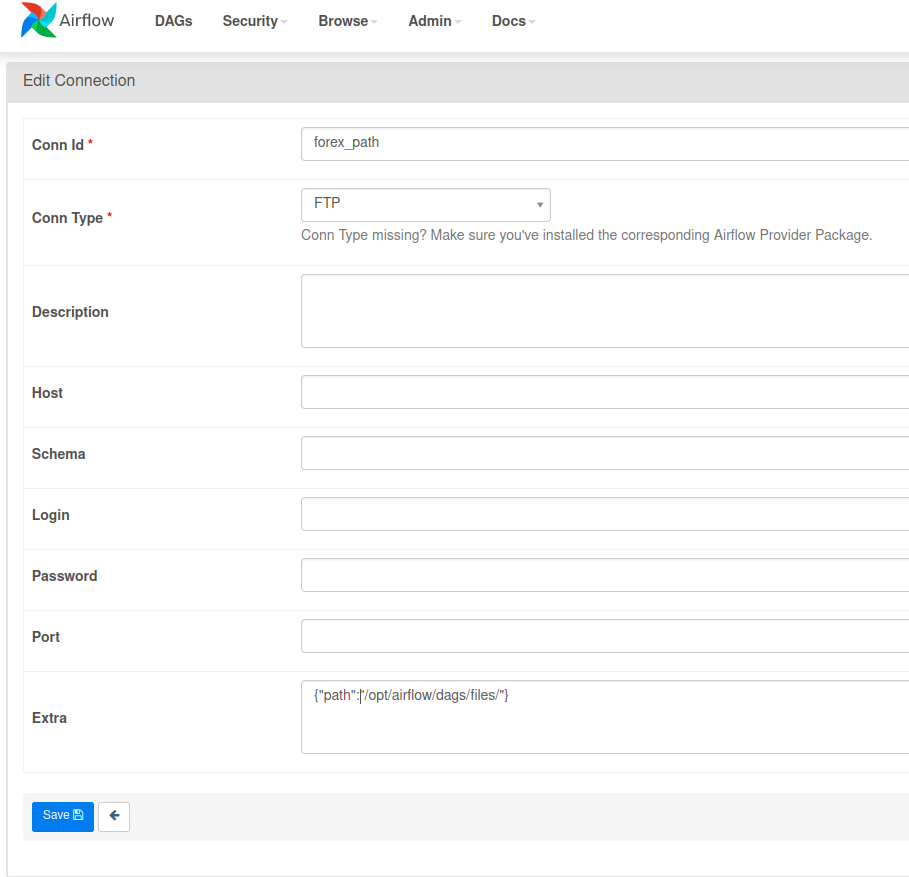 Airflow DAGs Security Browse Admin Docs
Edit Connection
Conn Id * forex_path
Conn Type * FTP
Conn Type missing? Make sure you've installed the corresponding Airflow Provider Package.
Description
Host
Schema
Login
Password
Port
Extra {"path":"/opt/airflow/dags/files/"}
Save